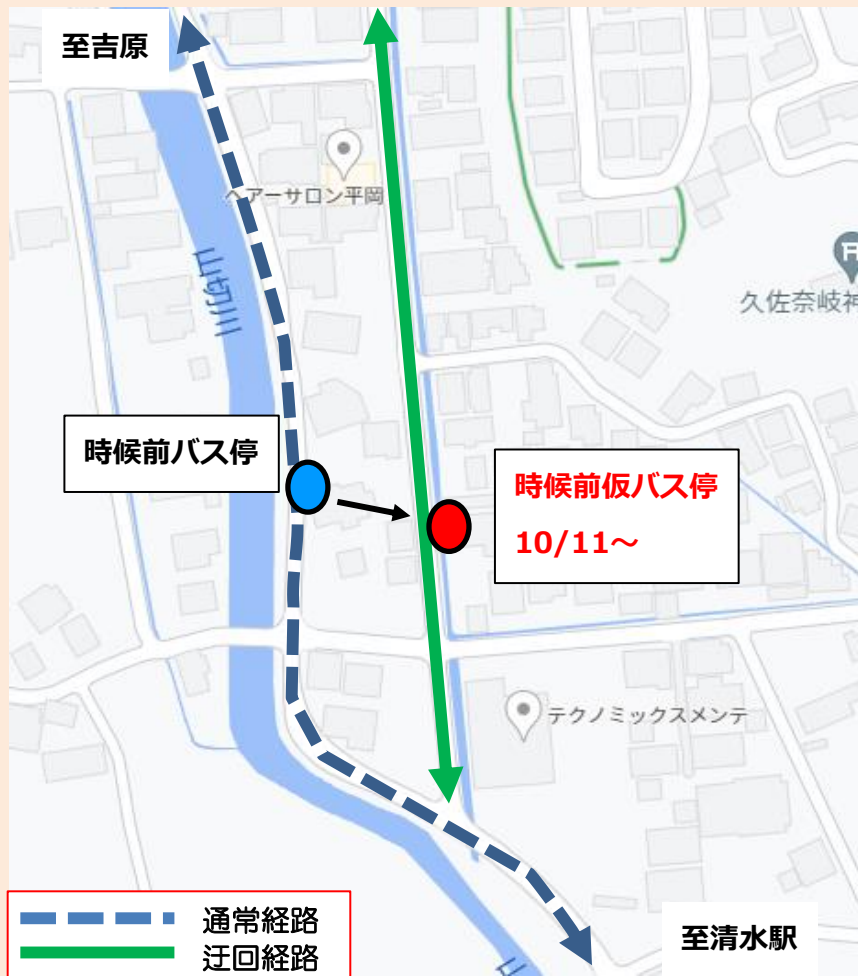 至吉原
ヘアーサロン平岡
山切川
久佐奈岐神
時候前バス停
時候前仮バス停
10/11～
テクノミックスメンテ
通常経路
迂回経路
至清水駅